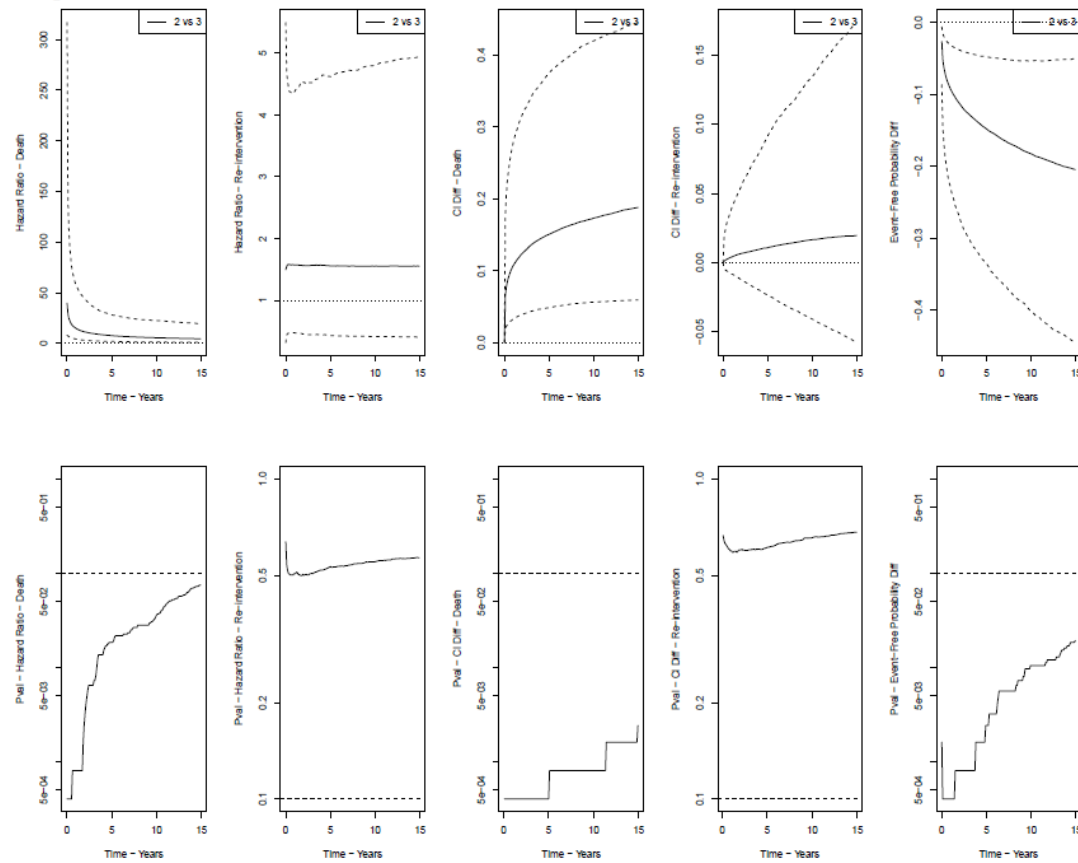 2 vs 3
Hazard Ratio − Death
0 50 100 150 200 250 300
0 5 10 15
Time − Years
2 vs 3
Hazard Ratio − Re−intervention
1 2 3 4 5
0 5 10 15
Time − Years
2 vs 3
CI Diff − Death
0.0 0.1 0.2 0.3 0.4
0 5 10 15
Time − Years
2 vs 3
CI Diff − Re−intervention
−0.05 0.00 0.05 0.10 0.15
0 5 10 15
Time − Years
2 vs 3
Event−Free Probability Diff
−0.4 −0.3 −0.2 −0.1 0.0
0 5 10 15
Time − Years
Pval − Hazard Ratio − Death
5e−04 5e−03 5e−02 5e−01
0 5 10 15
Time − Years
Pval − Hazard Ratio − Re−intervention
0.1 0.2 0.5 1.0
0 5 10 15
Time − Years
Pval − CI Diff − Death
5e−04 5e−03 5e−02 5e−01
0 5 10 15
Time − Years
Pval − CI Diff − Re−intervention
0.1 0.2 0.5 1.0
0 5 10 15
Time − Years
Pval − Event−Free Probability Diff
5e−04 5e−03 5e−02 5e−01
0 5 10 15
Time − Years